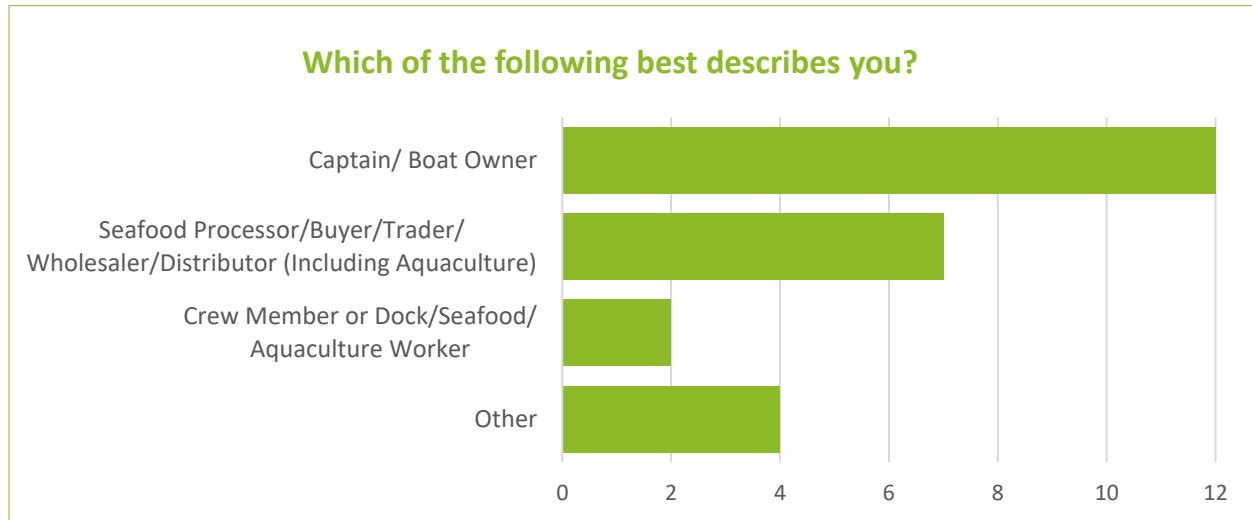 Which of the following best describes you?
Captain/ Boat Owner
Seafood Processor/Buyer/Trader/
Wholesaler/Distributor (Including Aquaculture)
Crew Member or Dock/Seafood/
Aquaculture Worker
Other
0 2 4 6 8 10 12